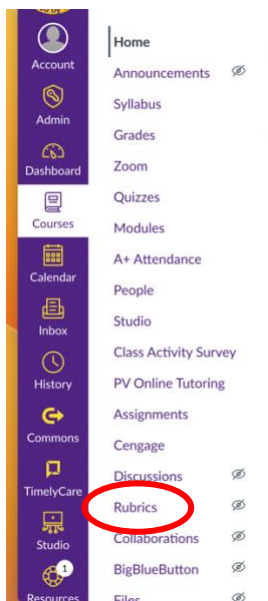 Account
Admin
Dashboard
Courses
Calendar
Inbox
History
Commons
TimelyCare
Studio
1
Resources
Home
Announcements
Syllabus
Grades
Zoom
Quizzes
Modules
A+ Attendance
People
Studio
Class Activity Survey
PV Online Tutoring
Assignments
Cengage
Discussions
Rubrics
Collaborations
BigBlueButton
Files